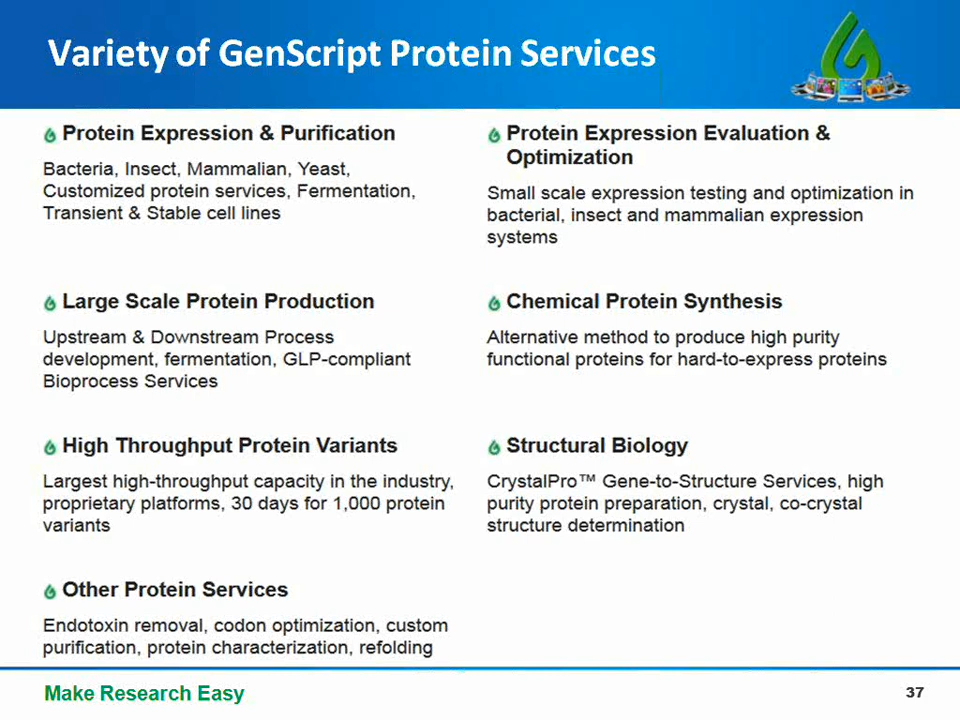 Variety of GenScript Protein Services
Protein Expression & Purification
Bacteria, Insect, Mammalian, Yeast,
Customized protein services, Fermentation,
Transient & Stable cell lines
Protein Expression Evaluation &
Optimization
Small scale expression testing and optimization in
bacterial, insect and mammalian expression
systems
Large Scale Protein Production
Upstream & Downstream Process
development, fermentation, GLP-compliant
Bioprocess Services
Chemical Protein Synthesis
Alternative method to produce high purity
functional proteins for hard-to-express proteins
High Throughput Protein Variants
Largest high-throughput capacity in the industry,
proprietary platforms, 30 days for 1,000 protein
variants
Structural Biology
CrystalPro™ Gene-to-Structure Services, high
purity protein preparation, crystal, co-crystal
structure determination
Other Protein Services
Endotoxin removal, codon optimization, custom
purification, protein characterization, refolding
Make Research Easy
37